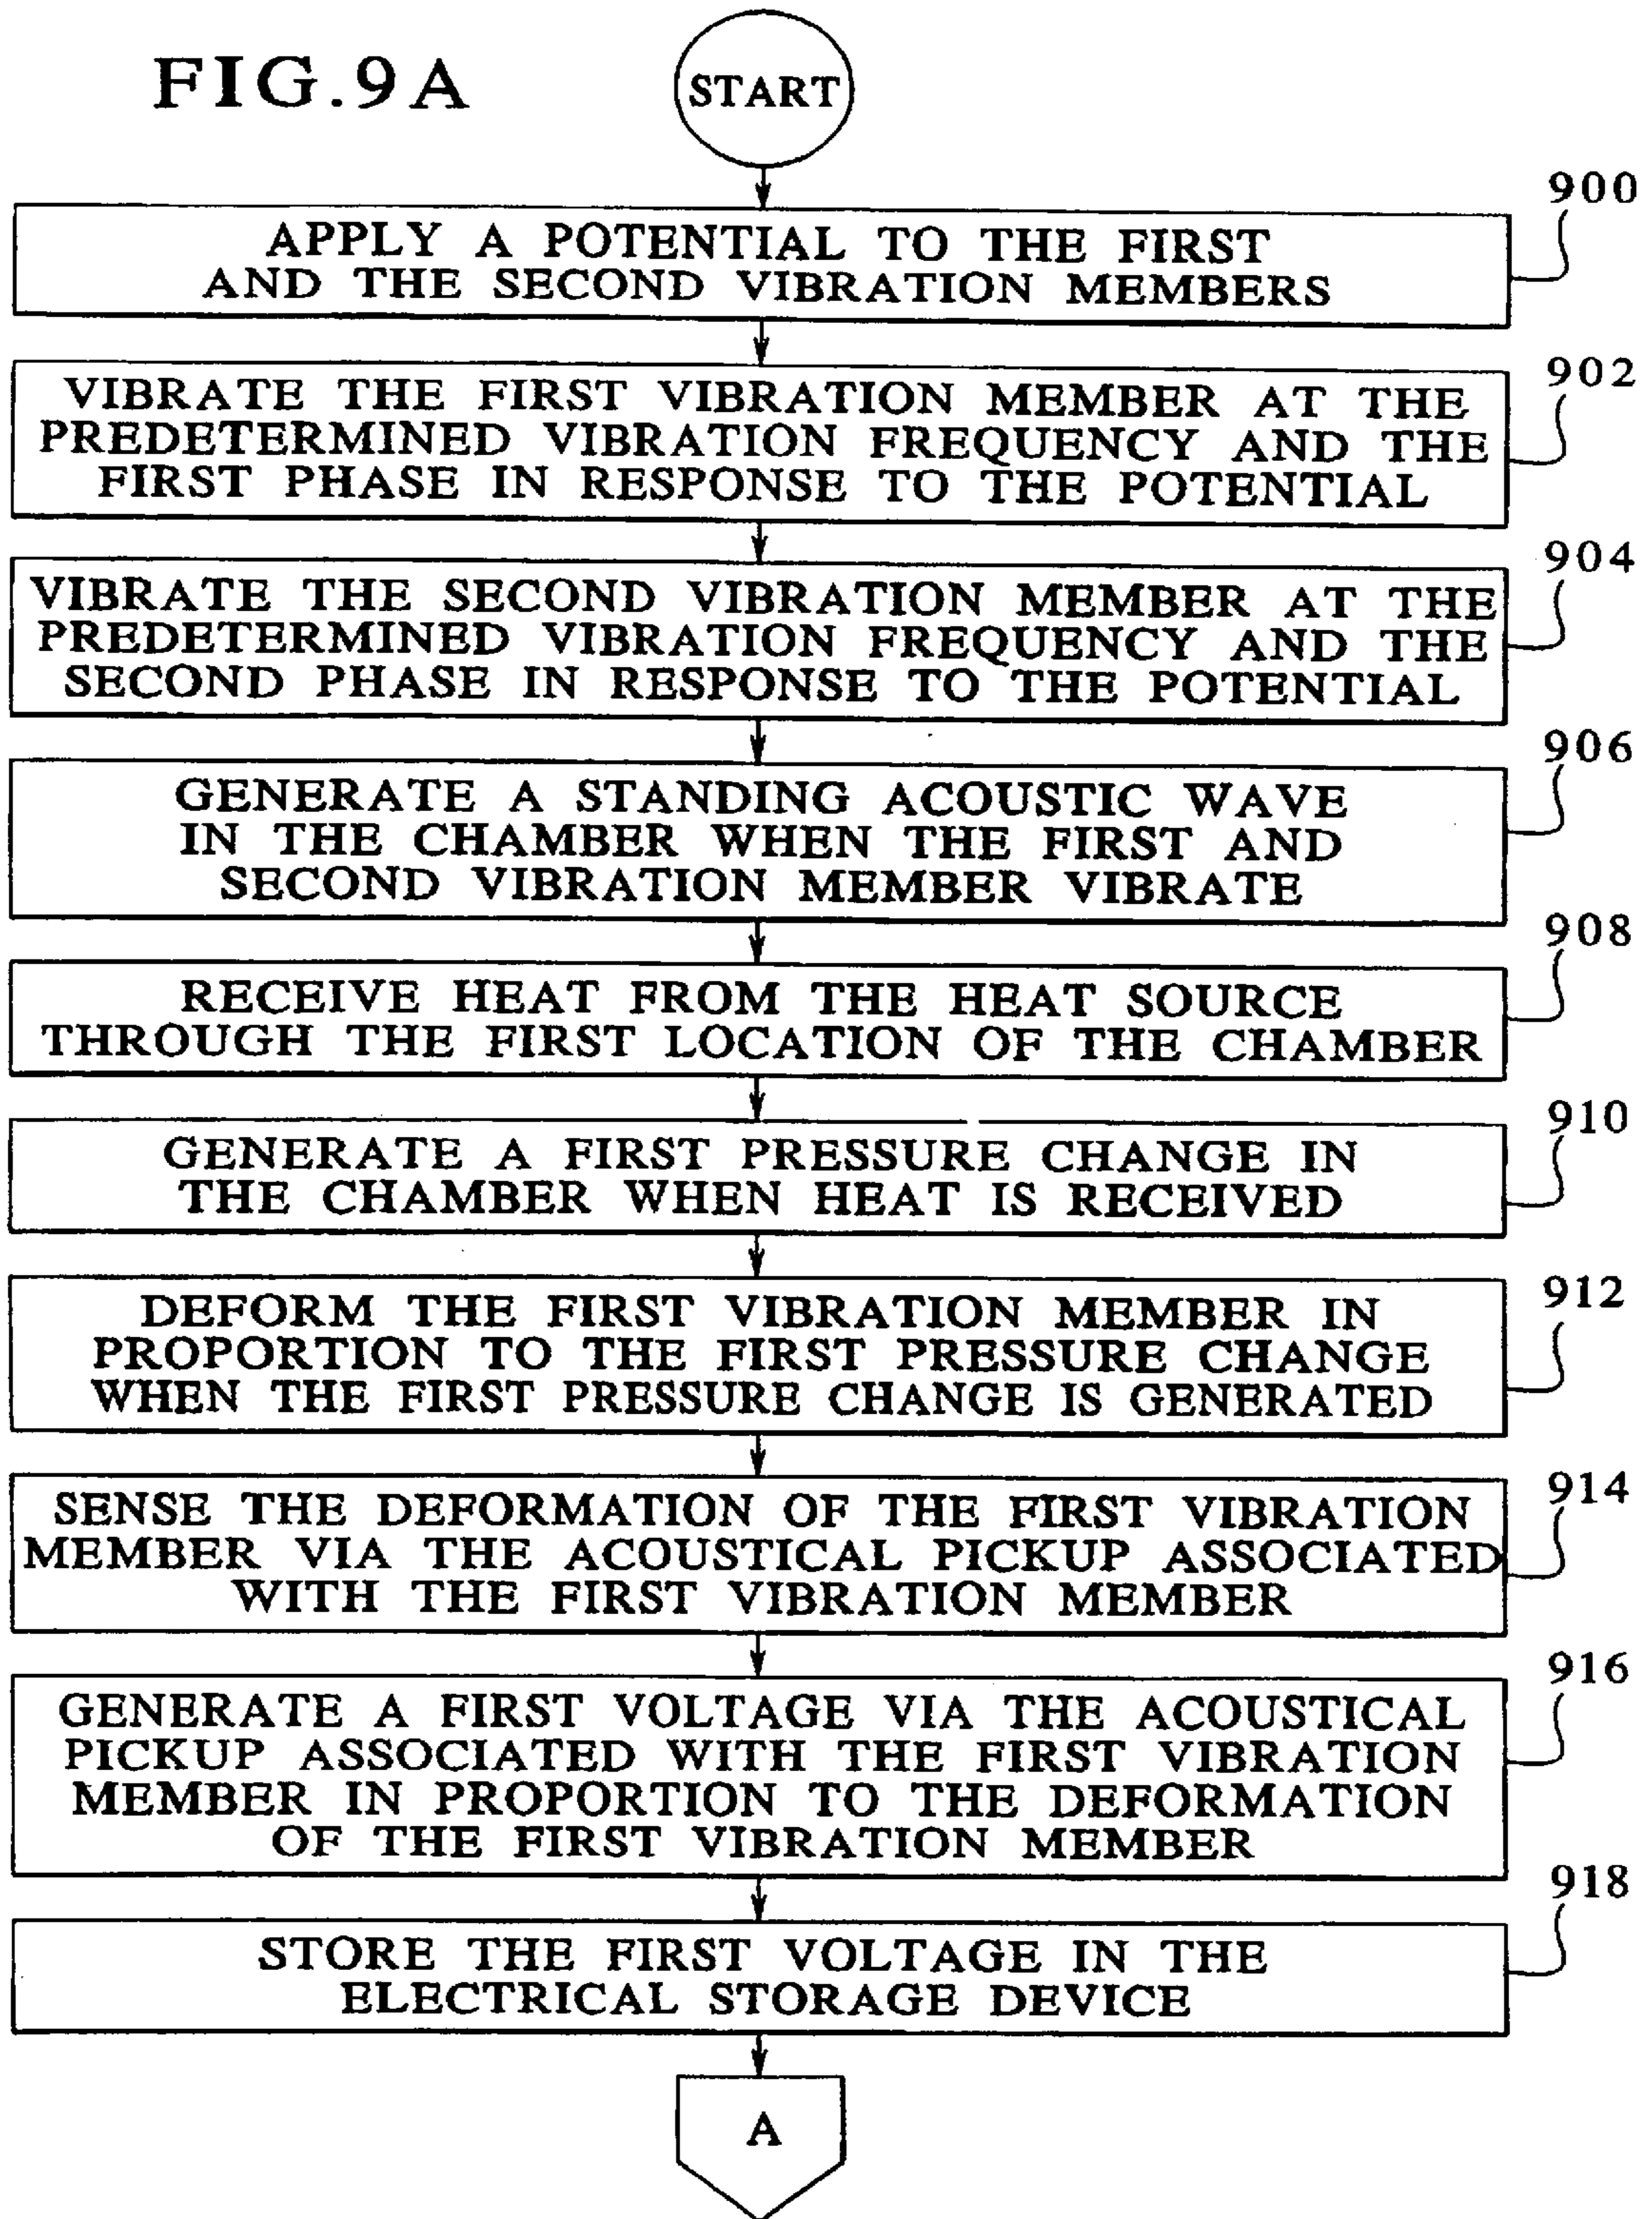 FIG.9A
START
900
APPLY A POTENTIAL TO THE FIRST
AND THE SECOND VIBRATION MEMBERS
902
VIBRATE THE FIRST VIBRATION MEMBER AT THE
PREDETERMINED VIBRATION FREQUENCY AND THE
FIRST PHASE IN RESPONSE TO THE POTENTIAL
904
VIBRATE THE SECOND VIBRATION MEMBER AT THE
PREDETERMINED VIBRATION FREQUENCY AND THE
SECOND PHASE IN RESPONSE TO THE POTENTIAL
906
GENERATE A STANDING ACOUSTIC WAVE
IN THE CHAMBER WHEN THE FIRST AND
SECOND VIBRATION MEMBER VIBRATE
908
RECEIVE HEAT FROM THE HEAT SOURCE
THROUGH THE FIRST LOCATION OF THE CHAMBER
910
GENERATE A FIRST PRESSURE CHANGE IN
THE CHAMBER WHEN HEAT IS RECEIVED
912
DEFORM THE FIRST VIBRATION MEMBER IN
PROPORTION TO THE FIRST PRESSURE CHANGE
WHEN THE FIRST PRESSURE CHANGE IS GENERATED
914
SENSE THE DEFORMATION OF THE FIRST VIBRATION
MEMBER VIA THE ACOUSTICAL PICKUP ASSOCIATED
WITH THE FIRST VIBRATION MEMBER
916
GENERATE A FIRST VOLTAGE VIA THE ACOUSTICAL
PICKUP ASSOCIATED WITH THE FIRST VIBRATION
MEMBER IN PROPORTION TO THE DEFORMATION
OF THE FIRST VIBRATION MEMBER
918
STORE THE FIRST VOLTAGE IN THE
ELECTRICAL STORAGE DEVICE
A